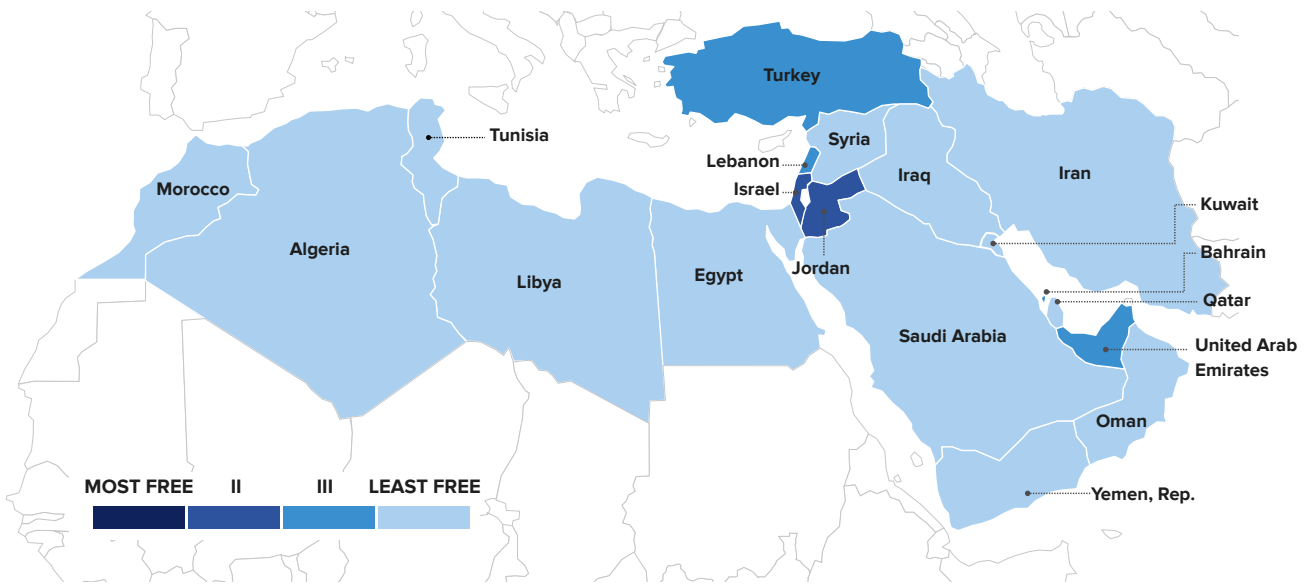 Turkey
Tunisia
Syria
Lebanon
Morocco
Israel
Iraq
Iran
Kuwait
Algeria
Bahrain
Jordan
Egypt
Libya
Qatar
Saudi Arabia
United Arab
Emirates
Oman
MOST FREE II III LEAST FREE
Yemen, Rep.